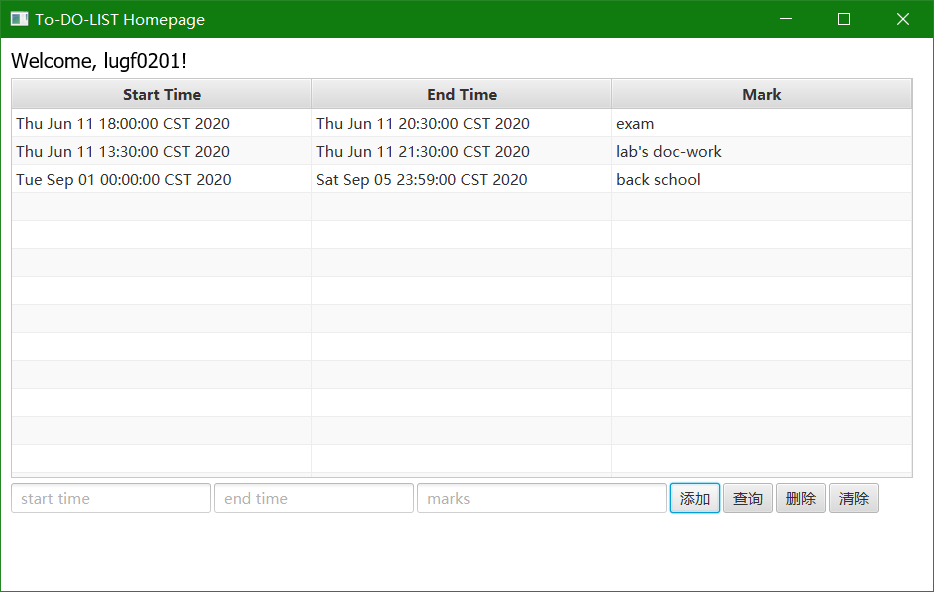 To-DO-LIST Homepage
Welcome, lugf0201!
Start Time End Time Mark
Thu Jun 11 18:00:00 CST 2020 Thu Jun 11 20:30:00 CST 2020 exam
Thu Jun 11 13:30:00 CST 2020 Thu Jun 11 21:30:00 CST 2020 lab's doc-work
Tue Sep 01 00:00:00 CST 2020 Sat Sep 05 23:59:00 CST 2020 back school
start time end time marks 添加 查询 删除 清除